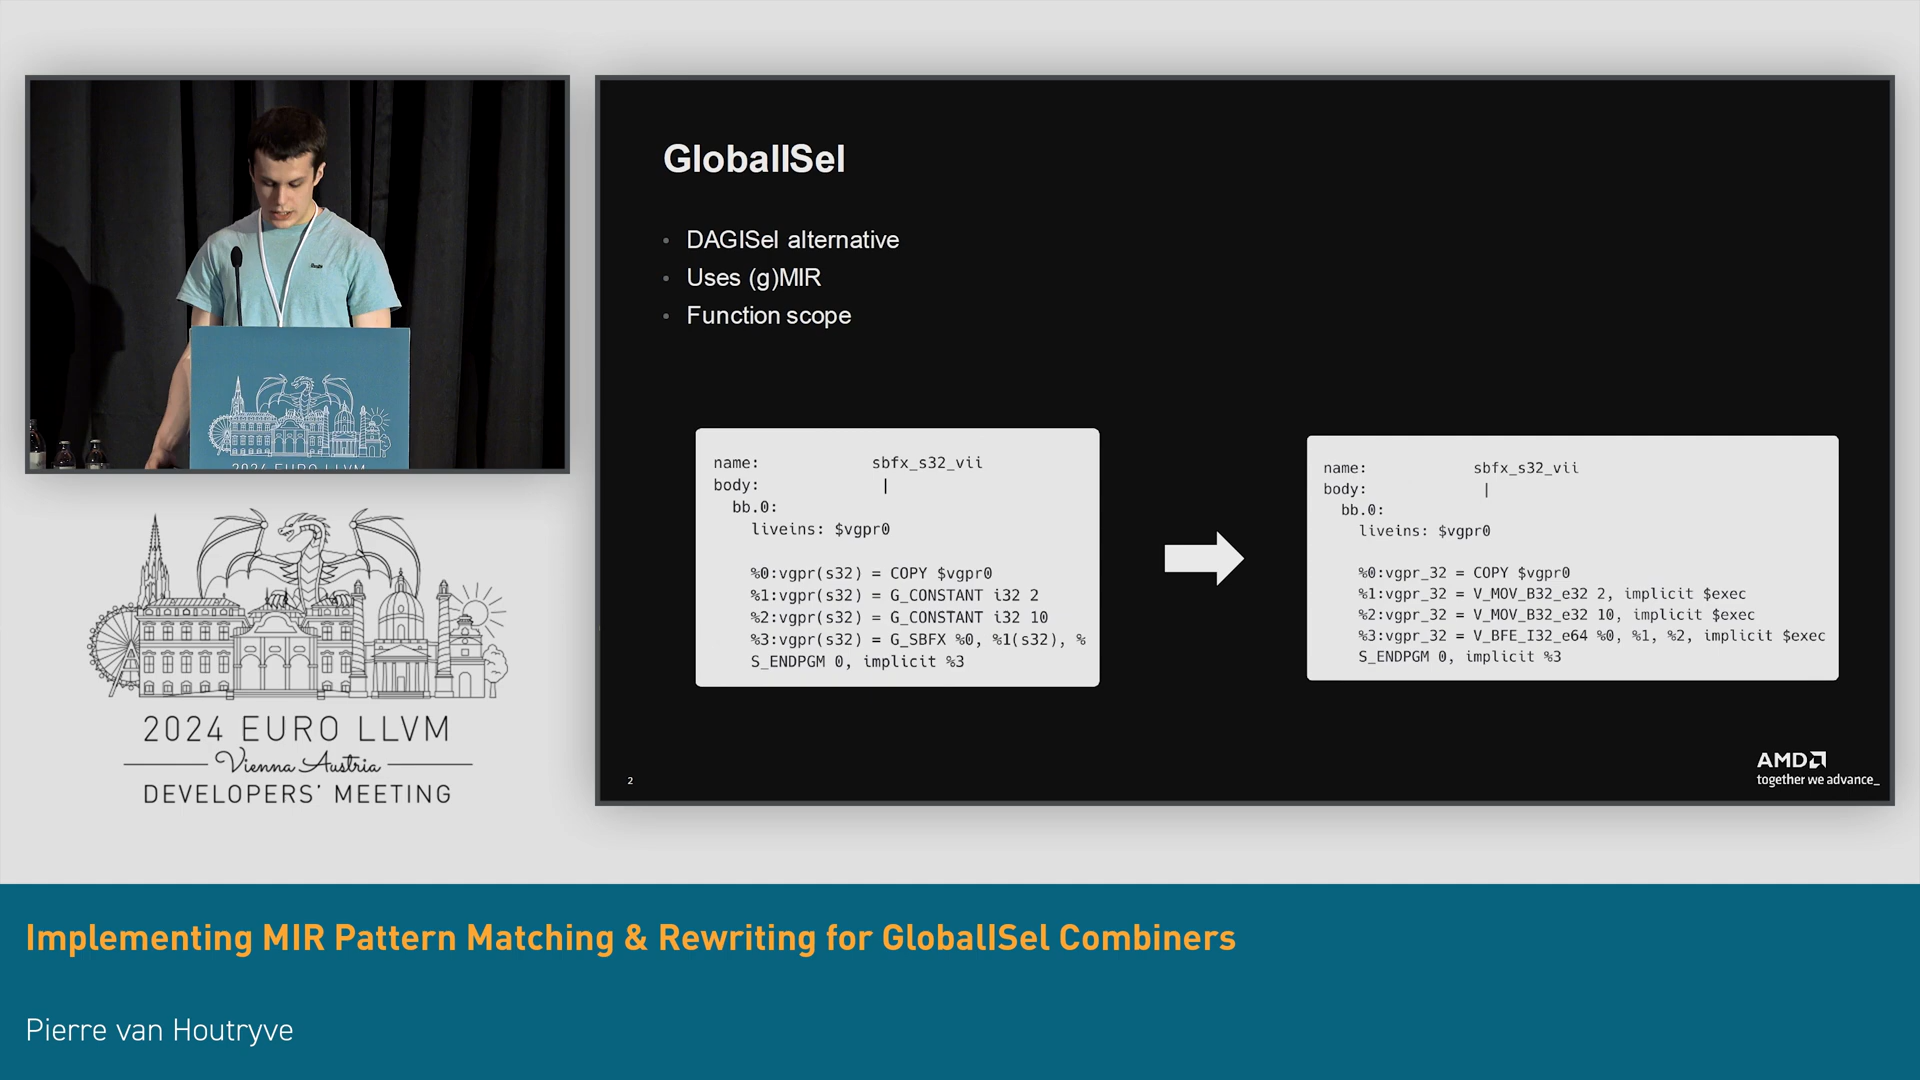 GlobalISel
DAGISel alternative
Uses (g)MIR
Function scope
name: sbfx_s32_vii
body: |
bb.0:
liveins: $vgpr0
%0:vgpr(s32) = COPY $vgpr0
%1:vgpr(s32) = G_CONSTANT i32 2
%2:vgpr(s32) = G_CONSTANT i32 10
%3:vgpr(s32) = G_SBFX %0, %1(s32), %
S_ENDPGM 0, implicit %3
name: sbfx_s32_vii
body: |
bb.0:
liveins: $vgpr0
%0:vgpr_32 = COPY $vgpr0
%1:vgpr_32 = V_MOV_B32_e32 2, implicit $exec
%2:vgpr_32 = V_MOV_B32_e32 10, implicit $exec
%3:vgpr_32 = V_BFE_I32_e64 %0, %1, %2, implicit $exec
S_ENDPGM 0, implicit %3
2
AMD
together we advance_
2024 EURO LLVM
2024 EURO LLVM
Vienna Austria
DEVELOPERS' MEETING
Implementing MIR Pattern Matching & Rewriting for GlobalISel Combiners
Pierre van Houtryve